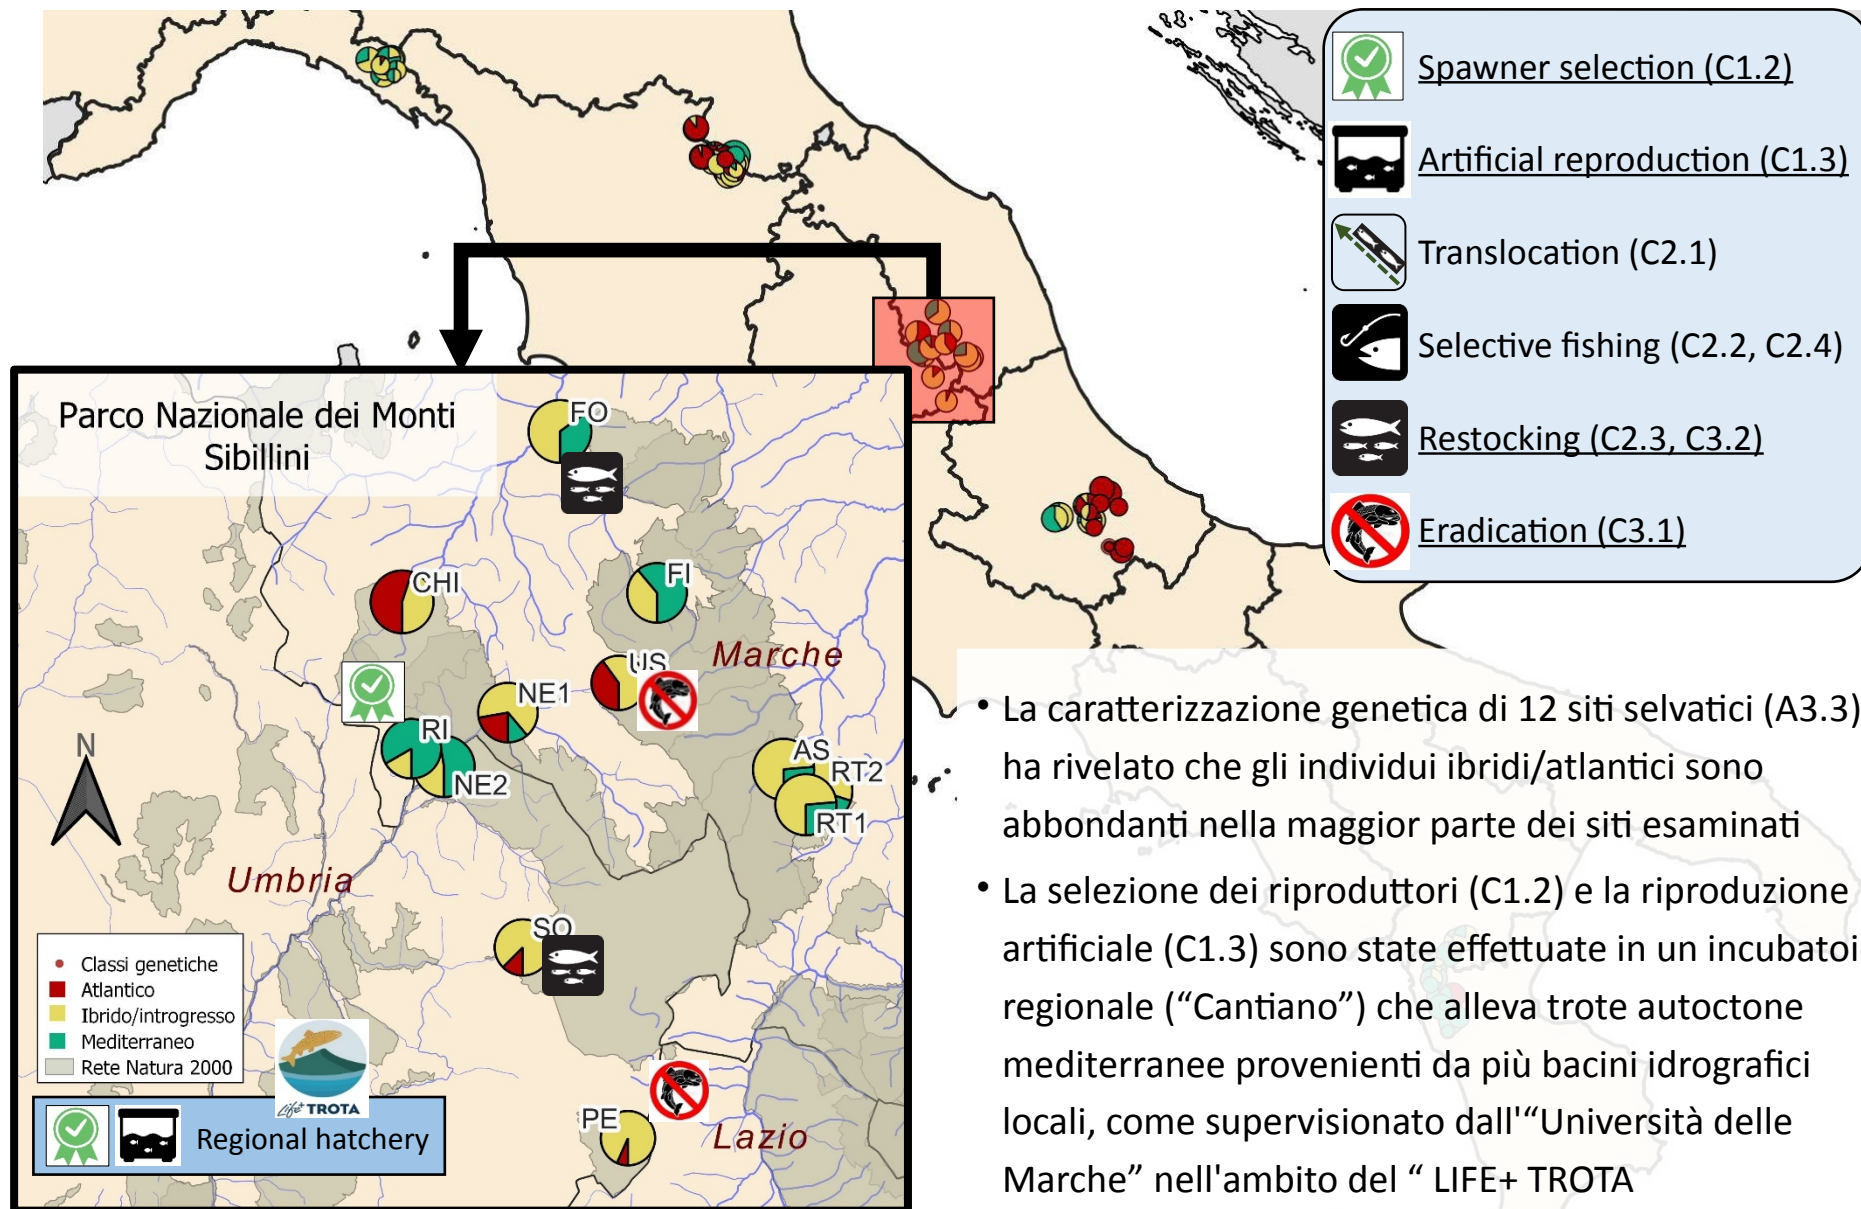 Spawner selection (C1.2)
Artificial reproduction (C1.3)
Translocation (C2.1)
Selective fishing (C2.2, C2.4)
Restocking (C2.3, C3.2)
Eradication (C3.1)
Parco Nazionale dei Monti
Sibillini
FO
CHI
FI
US
Marche
NE1
RI
NE2
AS
RT2
RT1
N
Umbria
SO
PE
Lazio
Classi genetiche
Atlantico
Ibrido/introgresso
Mediterraneo
Rete Natura 2000
Life+ TROTA
Regional hatchery
• La caratterizzazione genetica di 12 siti selvatici (A3.3)
ha rivelato che gli individui ibridi/atlantici sono
abbondanti nella maggior parte dei siti esaminati
• La selezione dei riproduttori (C1.2) e la riproduzione
artificiale (C1.3) sono state effettuate in un incubatoi
regionale (“Cantiano”) che alleva trote autoctone
mediterranee provenienti da più bacini idrografici
locali, come supervisionato dall'“Università delle
Marche” nell'ambito del “ LIFE+ TROTA